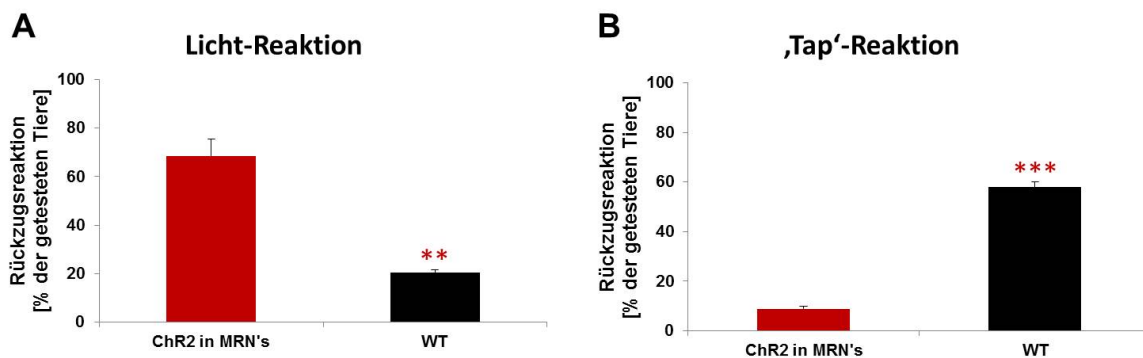 A
Licht-Reaktion
Rückzugsreaktion
[% der getesteten Tiere]
100
80
60
40
20
0
**
ChR2 in MRN's
WT
B
‚Tap‘-Reaktion
Rückzugsreaktion
[% der getesteten Tiere]
100
80
60
40
20
0
***
ChR2 in MRN's
WT